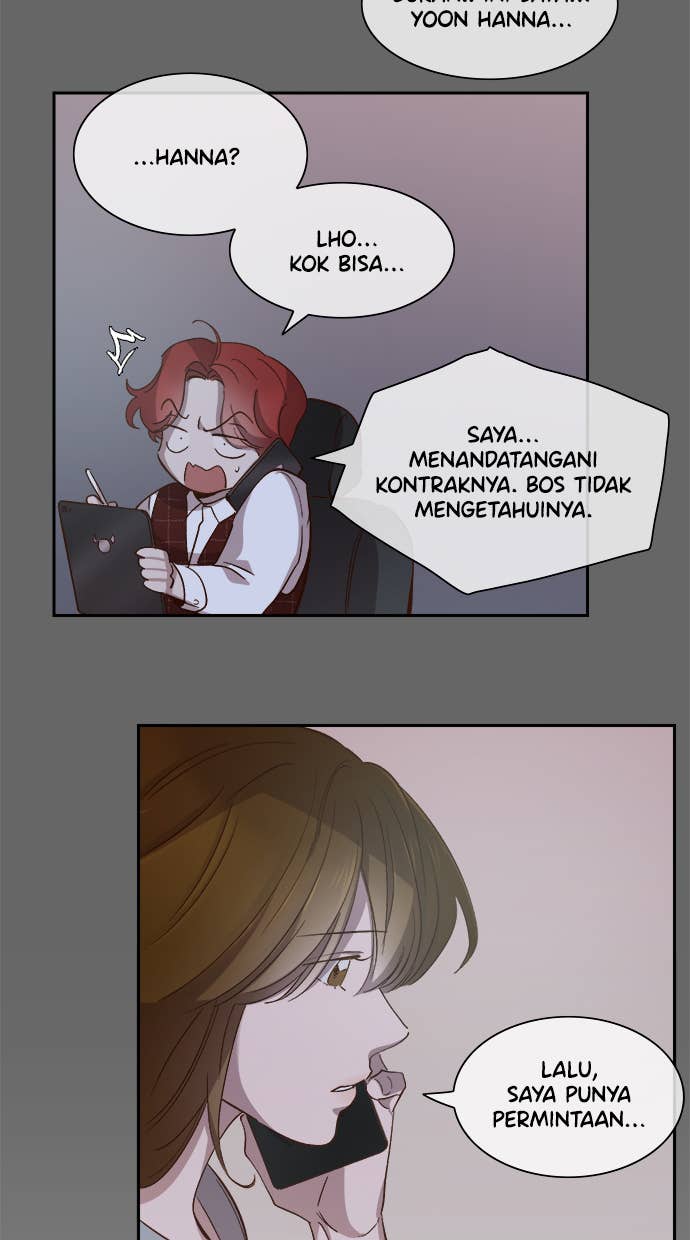 YOON HANNA...
...HANNA?
LHO...
KOK BISA...
SAYA...
MENANDATANGANI
KONTRAKNYA. BOS TIDAK
MENGETAHUINYA.
LALU,
SAYA PUNYA
PERMINTAAN...